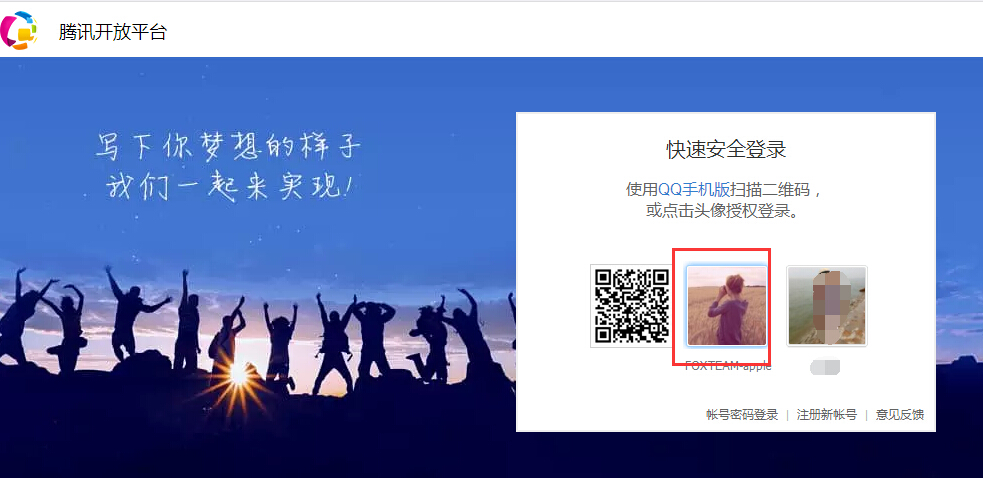 腾讯开放平台
写下你梦想的样子
我们一起来实现!
快速安全登录
使用QQ手机版扫描二维码，
或点击头像授权登录。
FOXTEAM-apple
帐号密码登录 | 注册新帐号 | 意见反馈